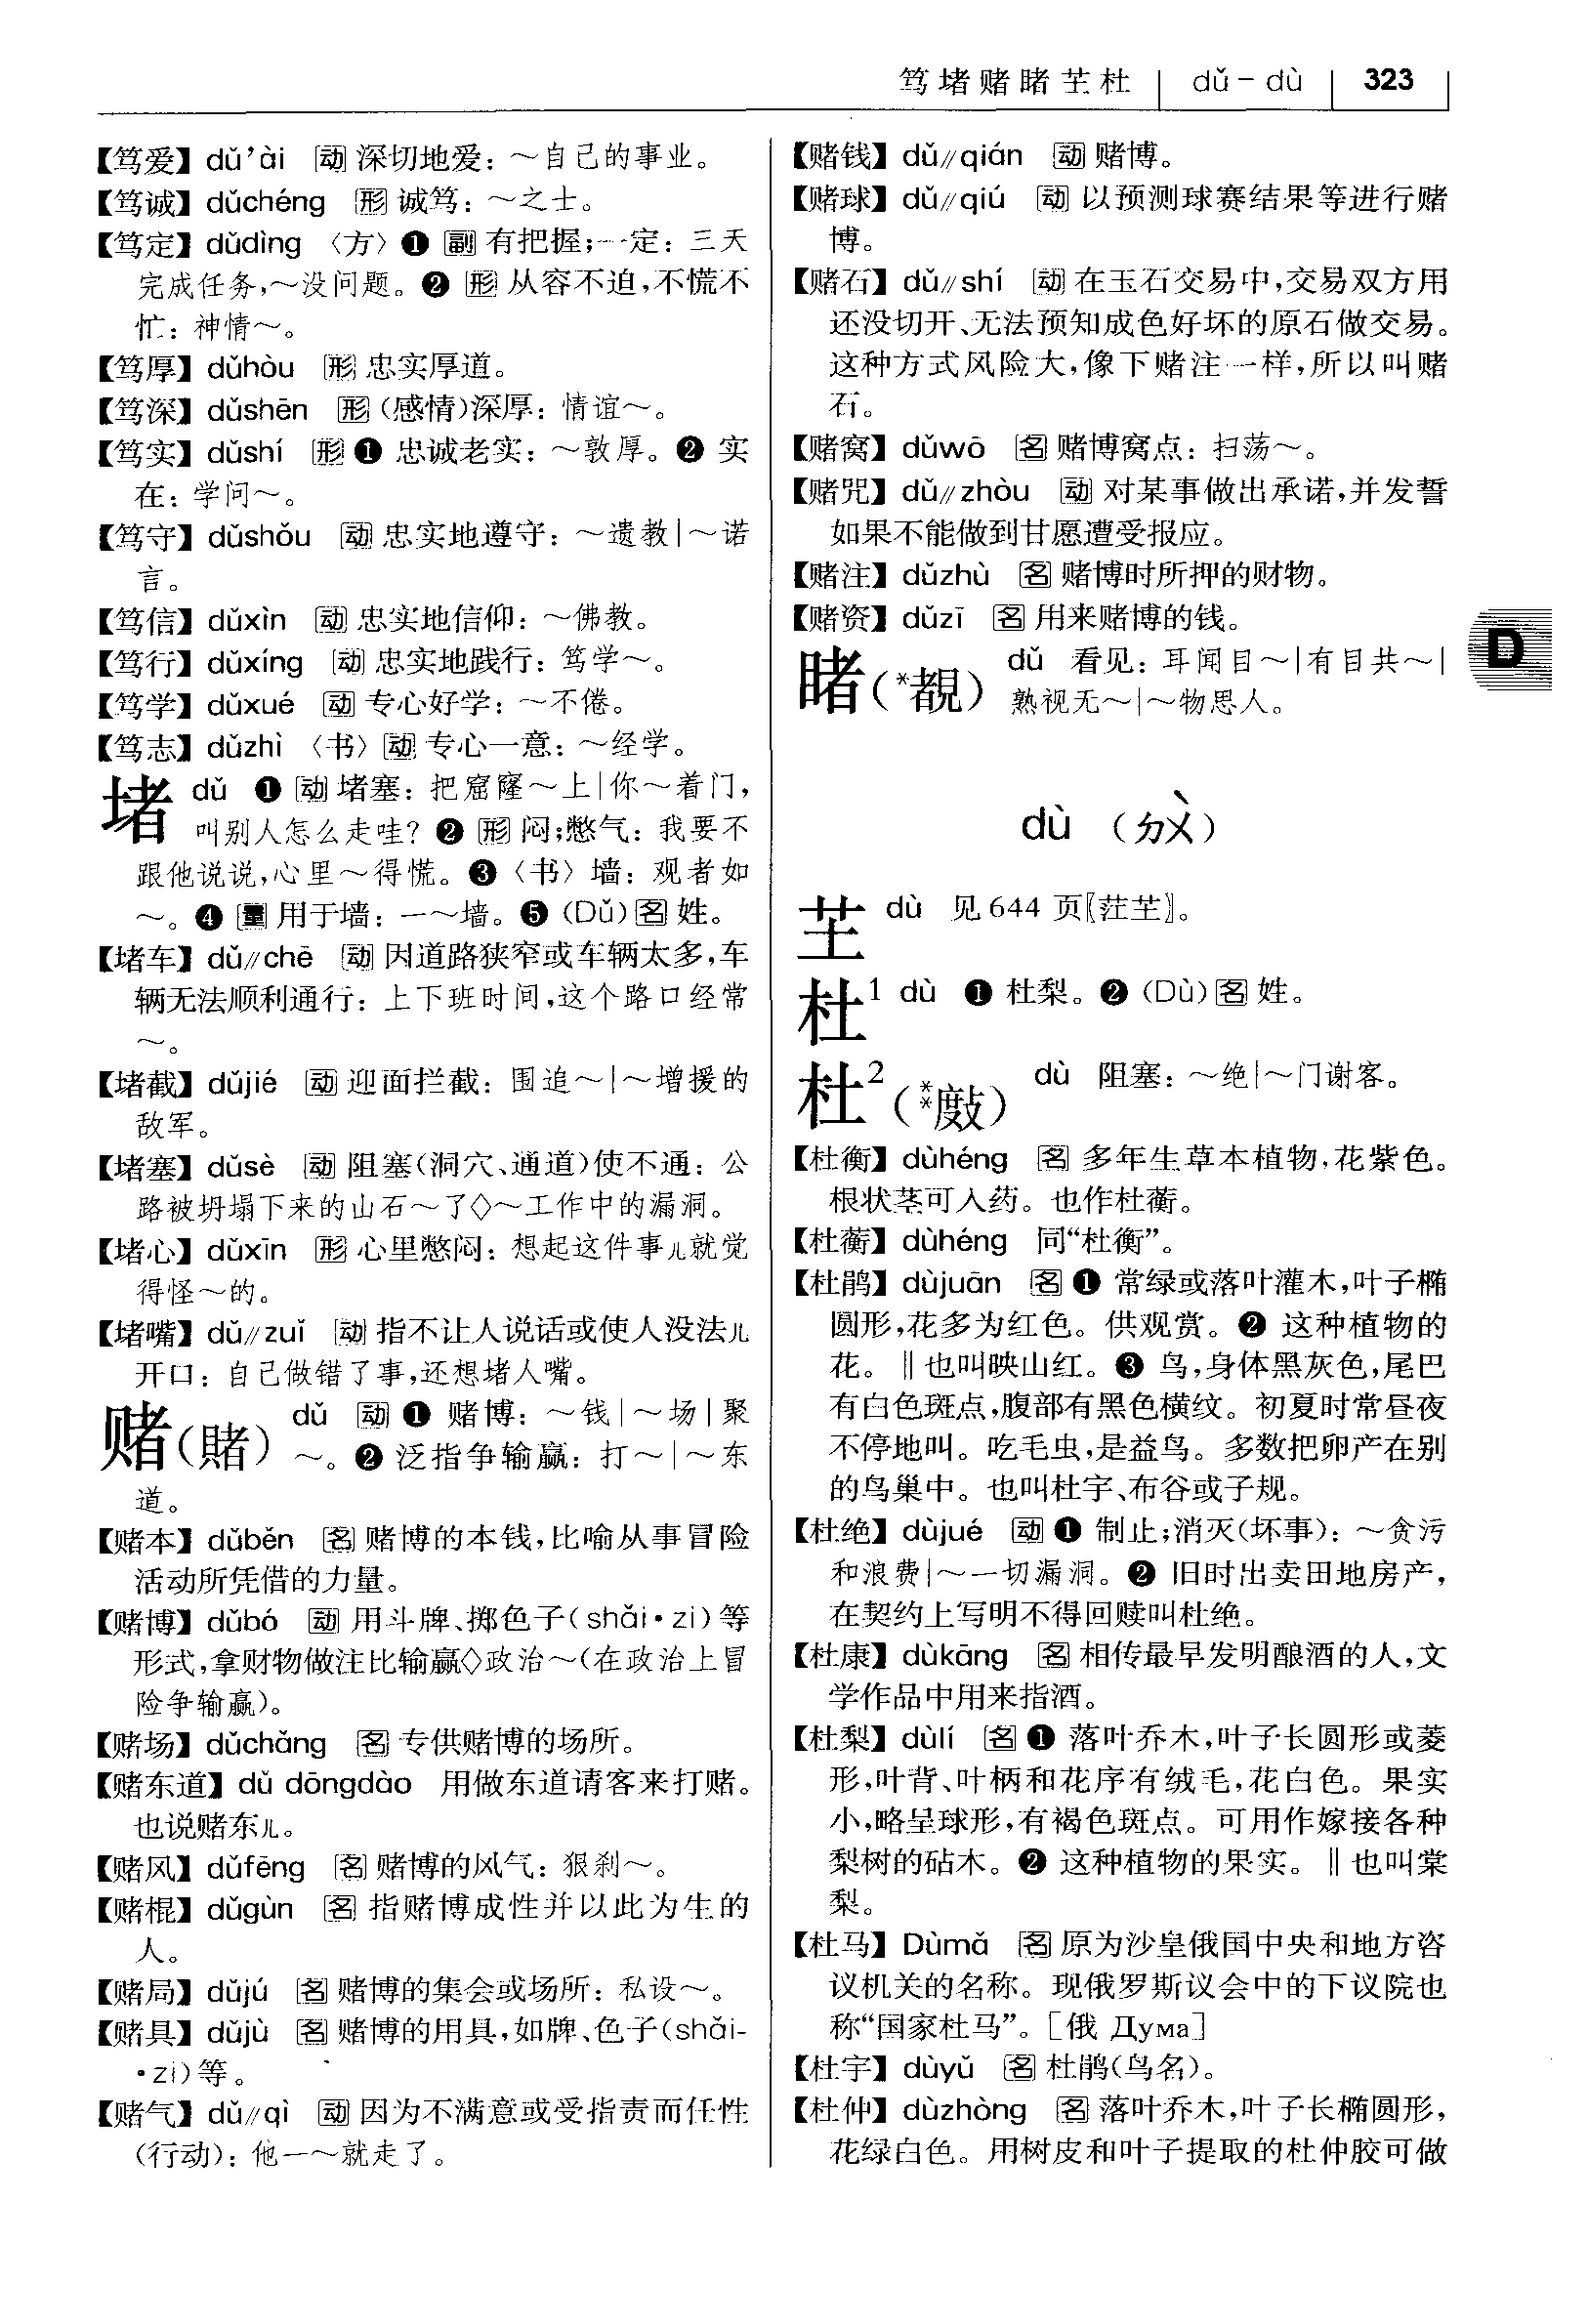 笃堵赌睹芏杜 dǔ－dù 323
【笃爱】dǔ’ài 动 深切地爱：～自己的事业。
【笃诚】dǔchéng 形 诚笃：～之士。
【笃定】dǔdìng〈方〉❶ 副 有把握；一定：三天
完成任务，～没问题。❷ 形 从容不迫，不慌不
忙：神情～。
【笃厚】dǔhòu 形 忠实厚道。
【笃深】dǔshēn 形（感情）深厚：情谊～。
【笃实】dǔshí 形 ❶ 忠诚老实：～敦厚。❷ 实
在：学问～。
【笃守】dǔshǒu 动 忠实地遵守：～遗教|～诺
言。
【笃信】dǔxìn 动 忠实地信仰：～佛教。
【笃行】dǔxíng 动 忠实地践行：笃学～。
【笃学】dǔxué 动 专心好学：～不倦。
【笃志】dǔzhì〈书〉动 专心一意：～经学。
堵 dǔ ❶ 动 堵塞：把窟窿～上|你～着门，
叫别人怎么走哇？❷ 形 闷；憋气：我要不
跟他说说，心里～得慌。❸〈书〉墙：观者如
～。❹ 量 用于墙：一～墙。❺（Dǔ）名 姓。
【堵车】dǔ//chē 动 因道路狭窄或车辆太多，车
辆无法顺利通行：上下班时间，这个路口经常
～。
【堵截】dǔjié 动 迎面拦截：围追～|～增援的
敌军。
【堵塞】dǔsè 动 阻塞（洞穴、通道）使不通：公
路被坍塌下来的山石～了◇～工作中的漏洞。
【堵心】dǔxīn 形 心里憋闷：想起这件事儿就觉
得怪～的。
【堵嘴】dǔ//zuǐ 动 指不让人说话或使人没法儿
开口：自己做错了事，还想堵人嘴。
赌（賭） dǔ 动 ❶ 赌博：～钱|～场|聚
～。❷ 泛指争输赢：打～|～东
道。
【赌本】dǔběn 名 赌博的本钱，比喻从事冒险
活动所凭借的力量。
【赌博】dǔbó 动 用斗牌、掷色子（shǎi·zi）等
形式，拿财物做注比输赢◇政治～（在政治上冒
险争输赢）。
【赌场】dǔchǎng 名 专供赌博的场所。
【赌东道】dǔ dōngdào 用做东道请客来打赌。
也说赌东儿。
【赌风】dǔfēng 名 赌博的风气：狠刹～。
【赌棍】dǔgùn 名 指赌博成性并以此为生的
人。
【赌局】dǔjú 名 赌博的集会或场所：私设～。
【赌具】dǔjù 名 赌博的用具，如牌、色子（shǎi-
·zi）等。
【赌气】dǔ//qì 动 因为不满意或受指责而任性
（行动）：他一～就走了。
【赌钱】dǔ//qián 动 赌博。
【赌球】dǔ//qiú 动 以预测球赛结果等进行赌
博。
【赌石】dǔ//shí 动 在玉石交易中，交易双方用
还没切开、无法预知成色好坏的原石做交易。
这种方式风险大，像下赌注一样，所以叫赌
石。
【赌窝】dǔwō 名 赌博窝点：扫荡～。
【赌咒】dǔ//zhòu 动 对某事做出承诺，并发誓
如果不能做到甘愿遭受报应。
【赌注】dǔzhù 名 赌博时所押的财物。
【赌资】dǔzī 名 用来赌博的钱。
D
睹（*覩） dǔ 看见：耳闻目～|有目共～|
熟视无～|～物思人。
dù（ㄉㄨˋ）
芏 dù 见 644 页〖茳芏〗。
杜1 dù ❶ 杜梨。❷（Dù）名 姓。
杜2（**敷） dù 阻塞：～绝|～门谢客。
【杜衡】dùhéng 名 多年生草本植物，花紫色。
根状茎可入药。也作杜蘅。
【杜蘅】dùhéng 同“杜衡”。
【杜鹃】dùjuān 名 ❶ 常绿或落叶灌木，叶子椭
圆形，花多为红色。供观赏。❷ 这种植物的
花。‖也叫映山红。❸ 鸟，身体黑灰色，尾巴
有白色斑点，腹部有黑色横纹。初夏时常昼夜
不停地叫。吃毛虫，是益鸟。多数把卵产在别
的鸟巢中。也叫杜宇、布谷或子规。
【杜绝】dùjué 动 ❶ 制止；消灭（坏事）：～贪污
和浪费|～一切漏洞。❷ 旧时出卖田地房产，
在契约上写明不得回赎叫杜绝。
【杜康】dùkāng 名 相传最早发明酿酒的人，文
学作品中用来指酒。
【杜梨】dùlí 名 ❶ 落叶乔木，叶子长圆形或菱
形，叶背、叶柄和花序有绒毛，花白色。果实
小，略呈球形，有褐色斑点。可用作嫁接各种
梨树的砧木。❷ 这种植物的果实。‖也叫棠
梨。
【杜马】Dùmǎ 名 原为沙皇俄国中央和地方咨
议机关的名称。现俄罗斯议会中的下议院也
称“国家杜马”。［俄 Дума］
【杜宇】dùyǔ 名 杜鹃（鸟名）。
【杜仲】dùzhòng 名 落叶乔木，叶子长椭圆形，
花绿白色。用树皮和叶子提取的杜仲胶可做